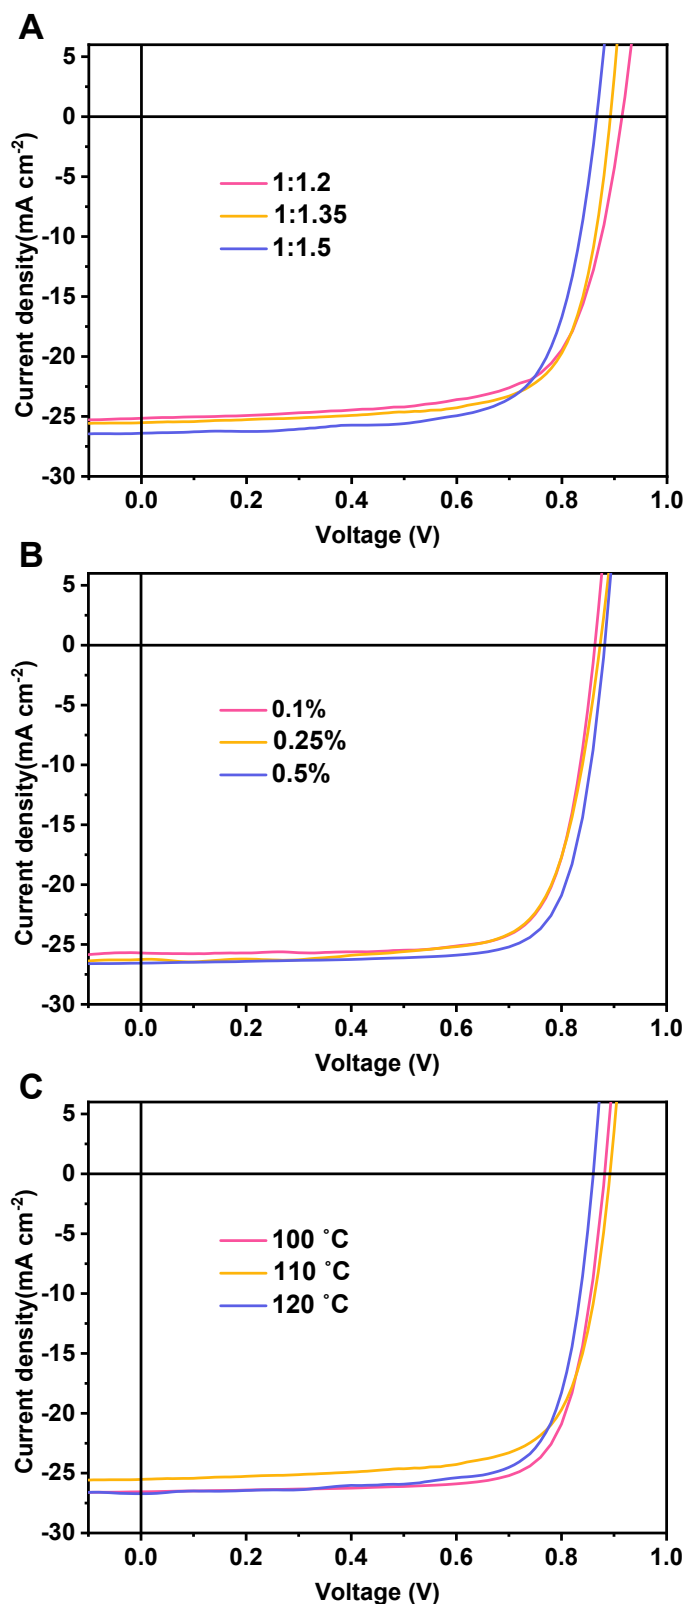 A
5
0
-5
-10
-15
-20
-25
-30
Current density(mA cm-2)
1:1.2
1:1.35
1:1.5
0.0 0.2 0.4 0.6 0.8 1.0
Voltage (V)
B
5
0
-5
-10
-15
-20
-25
-30
Current density(mA cm-2)
0.1%
0.25%
0.5%
0.0 0.2 0.4 0.6 0.8 1.0
Voltage (V)
C
5
0
-5
-10
-15
-20
-25
-30
Current density(mA cm-2)
100 °C
110 °C
120 °C
0.0 0.2 0.4 0.6 0.8 1.0
Voltage (V)